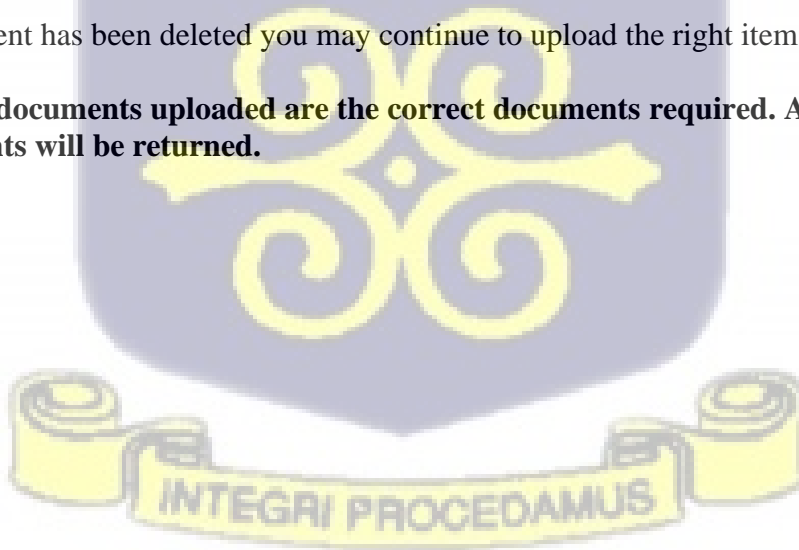 ent has been deleted you may continue to upload the right item
documents uploaded are the correct documents required. A
nts will be returned.
INTEGRI PROCEDAMUS